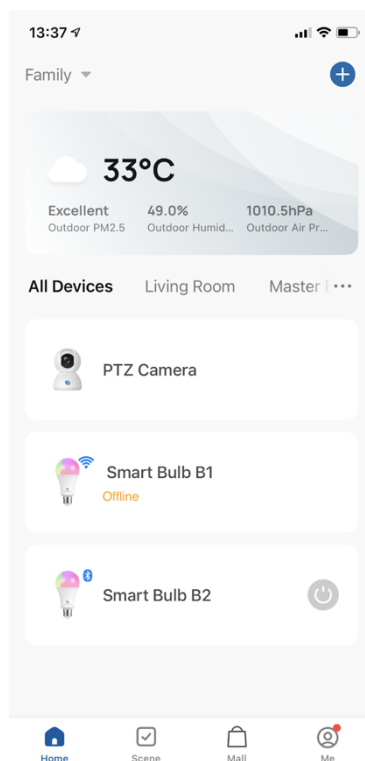 13:37
Family
33°C
Excellent 49.0% 1010.5hPa
Outdoor PM2.5 Outdoor Humid... Outdoor Air Pr...
All Devices Living Room Master
PTZ Camera
Smart Bulb B1
Offline
Smart Bulb B2
Home Scene Mall Me